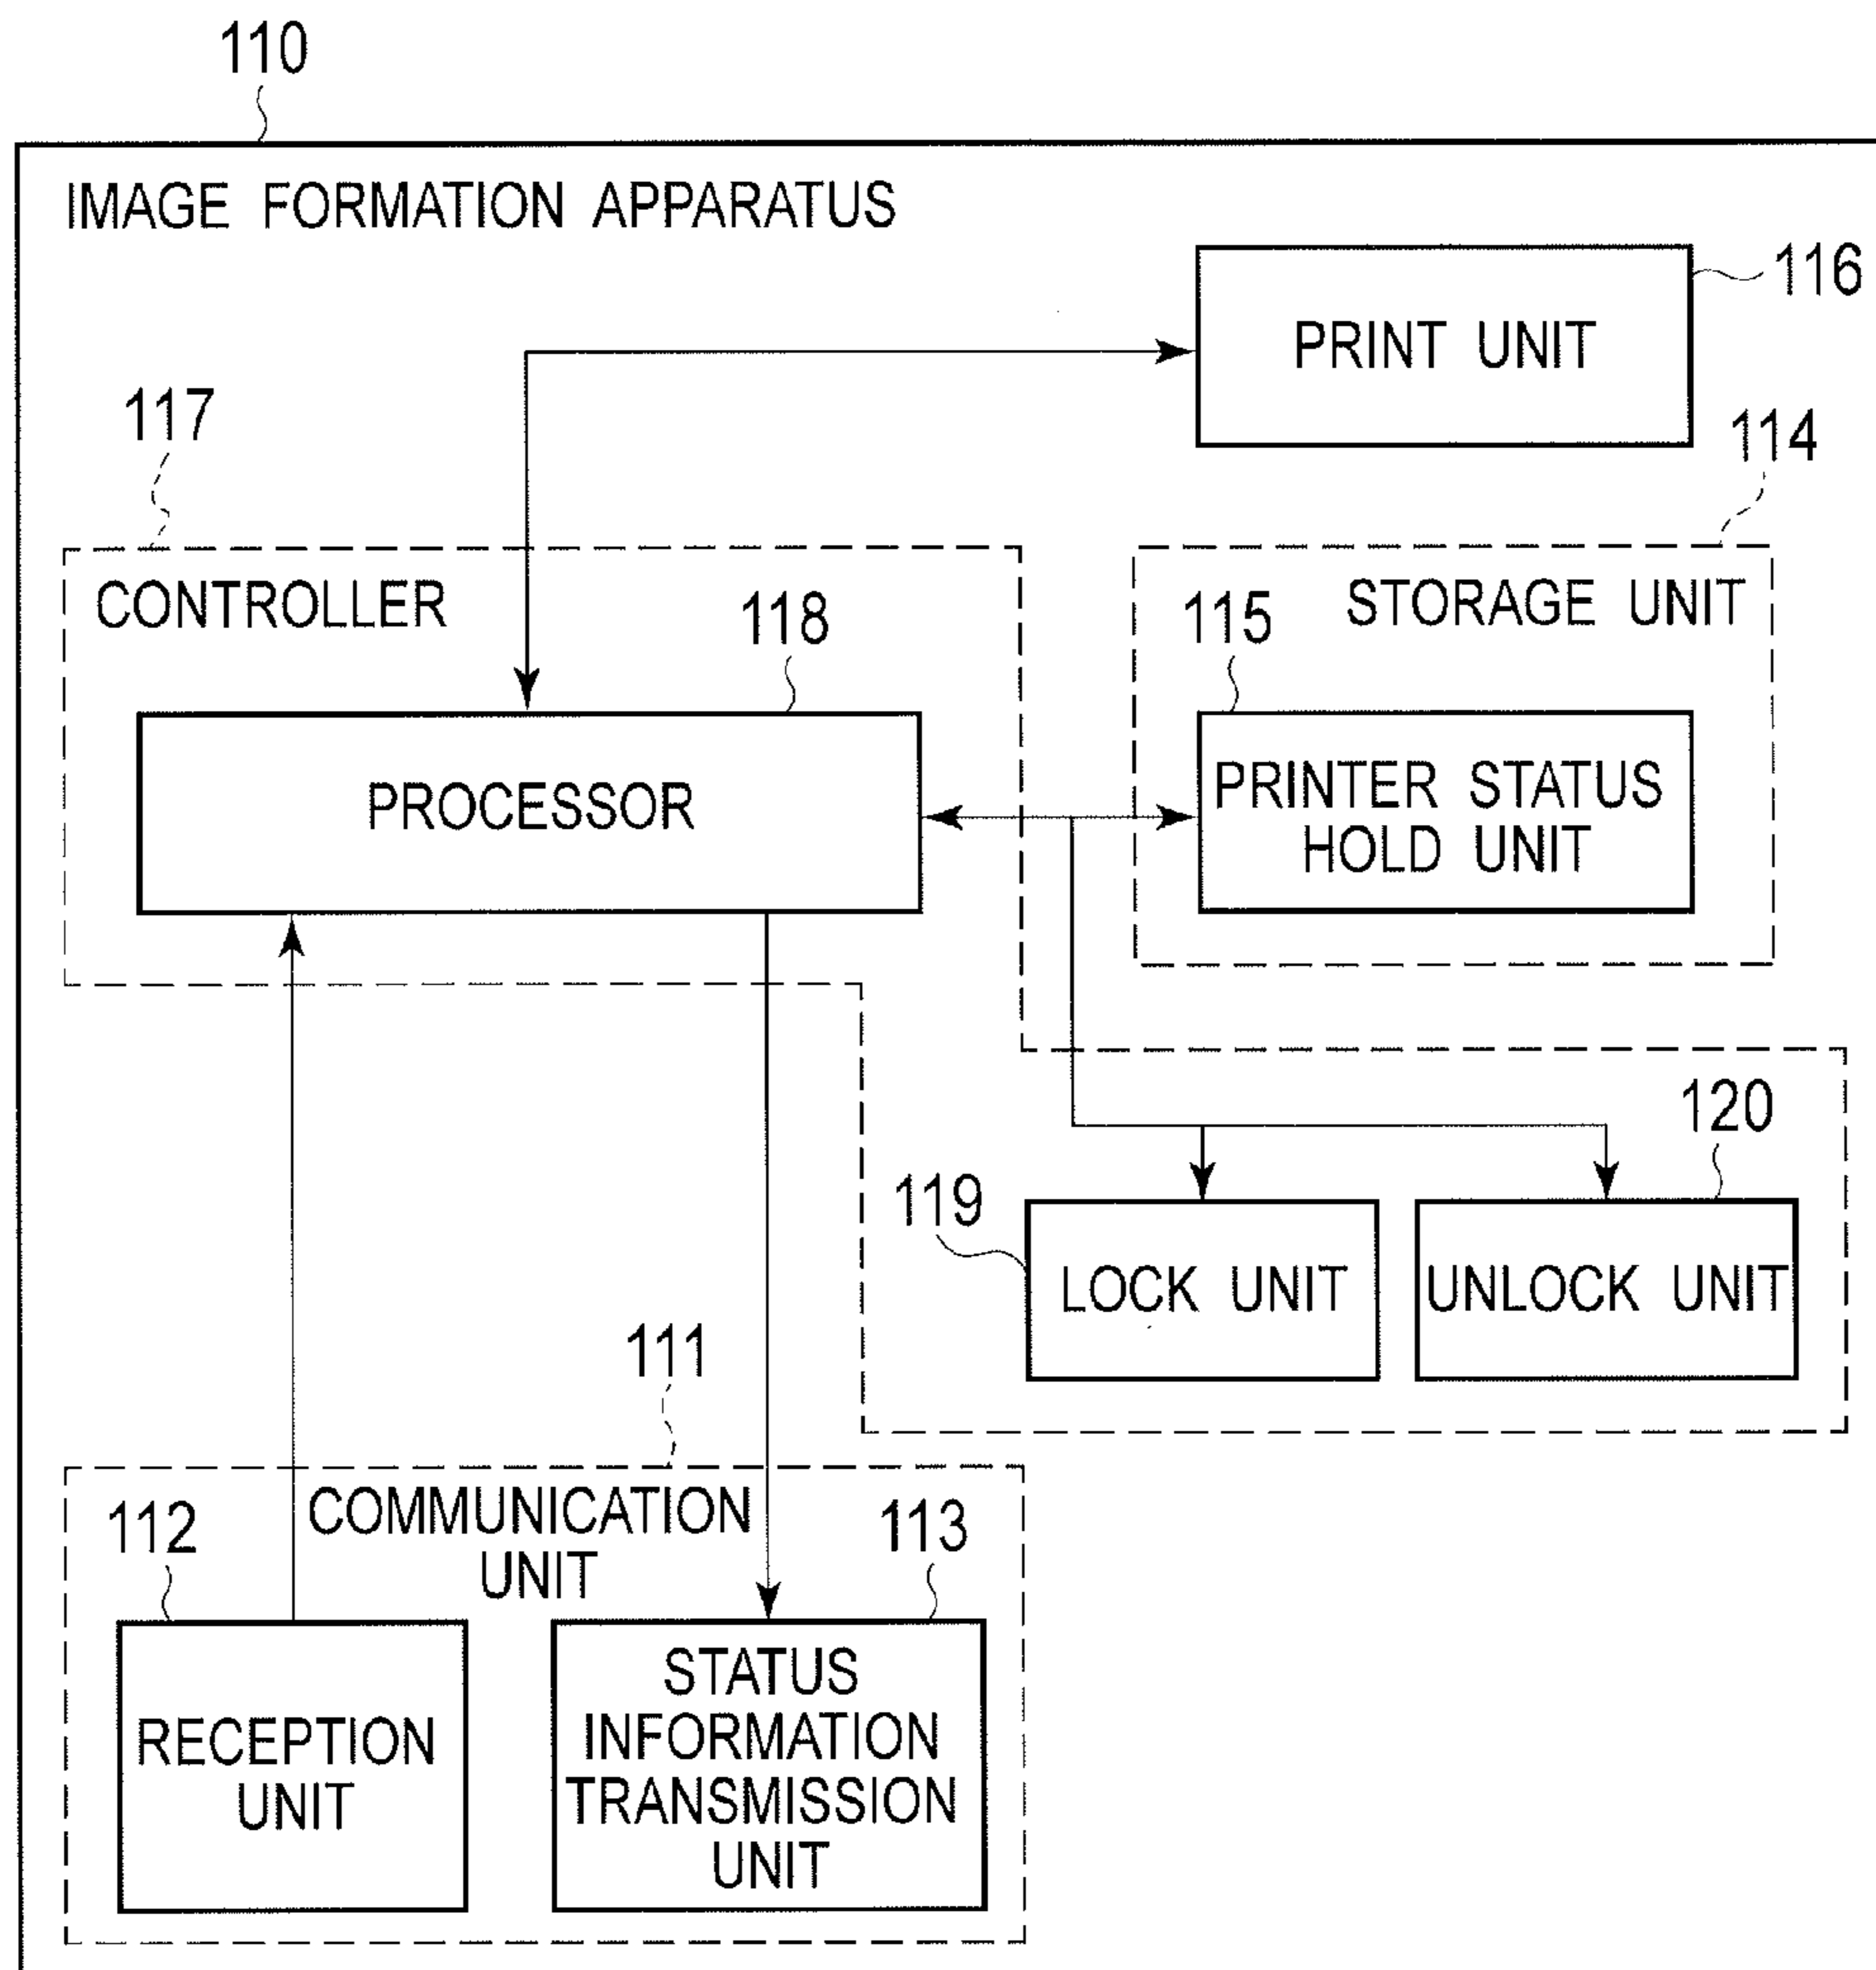 110
IMAGE FORMATION APPARATUS
116
PRINT UNIT
117
114
CONTROLLER
118
115
STORAGE UNIT
PROCESSOR
PRINTER STATUS
HOLD UNIT
120
119
LOCK UNIT
UNLOCK UNIT
111
COMMUNICATION
UNIT
112
113
RECEPTION
UNIT
STATUS
INFORMATION
TRANSMISSION
UNIT